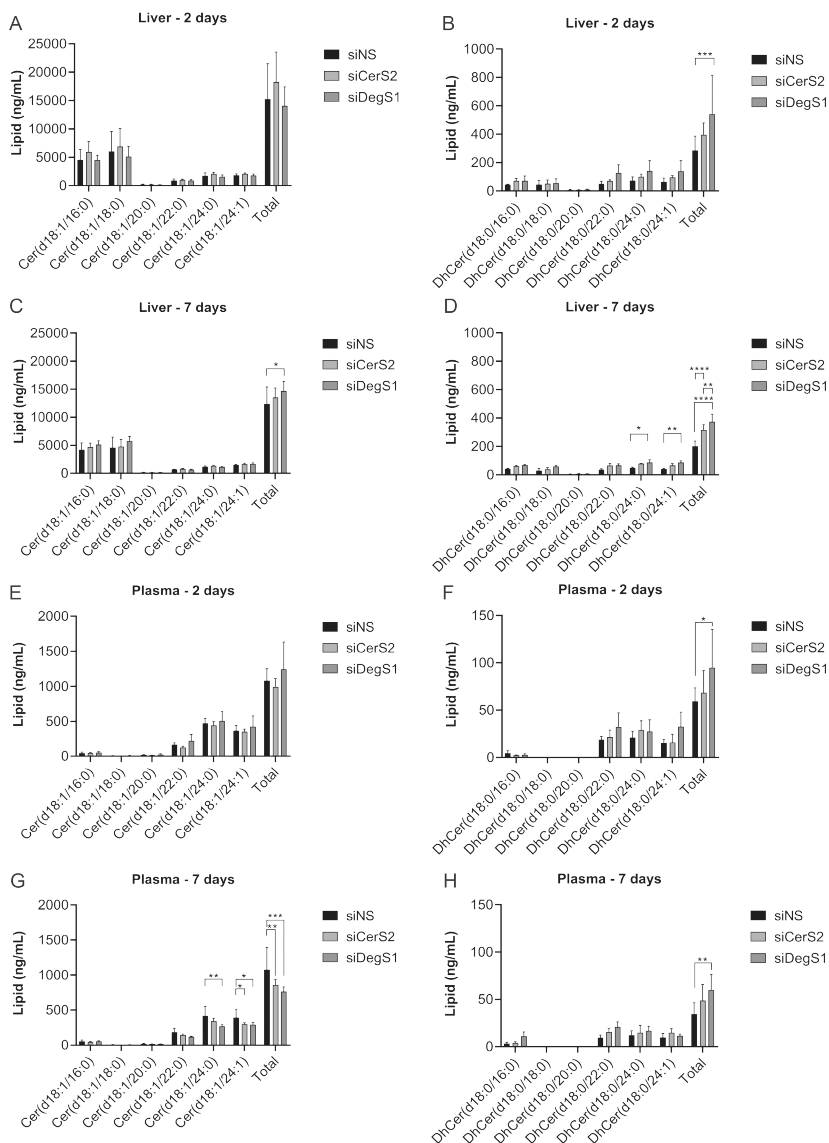 A
Liver - 2 days
Lipid (ng/mL)
25000
20000
15000
10000
5000
0
siNS
siCerS2
siDegS1
Cer(d18:1/16:0)
Cer(d18:1/18:0)
Cer(d18:1/20:0)
Cer(d18:1/22:0)
Cer(d18:1/24:0)
Cer(d18:1/24:1)
Total
B
Liver - 2 days
Lipid (ng/mL)
1000
800
600
400
200
0
***
siNS
siCerS2
siDegS1
DhCer(d18:0/16:0)
DhCer(d18:0/18:0)
DhCer(d18:0/20:0)
DhCer(d18:0/22:0)
DhCer(d18:0/24:0)
DhCer(d18:0/24:1)
Total
C
Liver - 7 days
Lipid (ng/mL)
25000
20000
15000
10000
5000
0
*
siNS
siCerS2
siDegS1
Cer(d18:1/16:0)
Cer(d18:1/18:0)
Cer(d18:1/20:0)
Cer(d18:1/22:0)
Cer(d18:1/24:0)
Cer(d18:1/24:1)
Total
D
Liver - 7 days
Lipid (ng/mL)
1000
800
600
400
200
0
*
**
****
**
****
siNS
siCerS2
siDegS1
DhCer(d18:0/16:0)
DhCer(d18:0/18:0)
DhCer(d18:0/20:0)
DhCer(d18:0/22:0)
DhCer(d18:0/24:0)
DhCer(d18:0/24:1)
Total
E
Plasma - 2 days
Lipid (ng/mL)
2000
1500
1000
500
0
siNS
siCerS2
siDegS1
Cer(d18:1/16:0)
Cer(d18:1/18:0)
Cer(d18:1/20:0)
Cer(d18:1/22:0)
Cer(d18:1/24:0)
Cer(d18:1/24:1)
Total
F
Plasma - 2 days
Lipid (ng/mL)
150
100
50
0
*
siNS
siCerS2
siDegS1
DhCer(d18:0/16:0)
DhCer(d18:0/18:0)
DhCer(d18:0/20:0)
DhCer(d18:0/22:0)
DhCer(d18:0/24:0)
DhCer(d18:0/24:1)
Total
G
Plasma - 7 days
Lipid (ng/mL)
2000
1500
1000
500
0
**
*
*
***
**
siNS
siCerS2
siDegS1
Cer(d18:1/16:0)
Cer(d18:1/18:0)
Cer(d18:1/20:0)
Cer(d18:1/22:0)
Cer(d18:1/24:0)
Cer(d18:1/24:1)
Total
H
Plasma - 7 days
Lipid (ng/mL)
150
100
50
0
**
siNS
siCerS2
siDegS1
DhCer(d18:0/16:0)
DhCer(d18:0/18:0)
DhCer(d18:0/20:0)
DhCer(d18:0/22:0)
DhCer(d18:0/24:0)
DhCer(d18:0/24:1)
Total